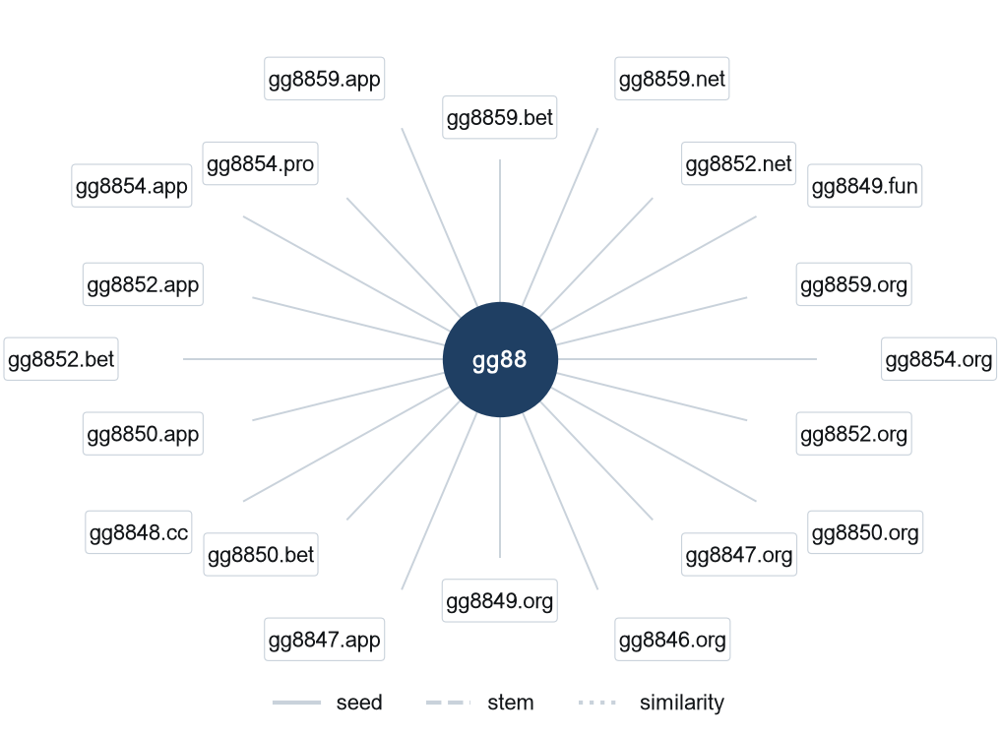 gg8859.app
gg8859.net
gg8859.bet
gg8854.pro
gg8852.net
gg8854.app
gg8849.fun
gg8852.app
gg8859.org
gg8852.bet
gg88
gg8854.org
gg8850.app
gg8852.org
gg8848.cc
gg8850.org
gg8850.bet
gg8847.org
gg8849.org
gg8847.app
gg8846.org
seed
stem
similarity